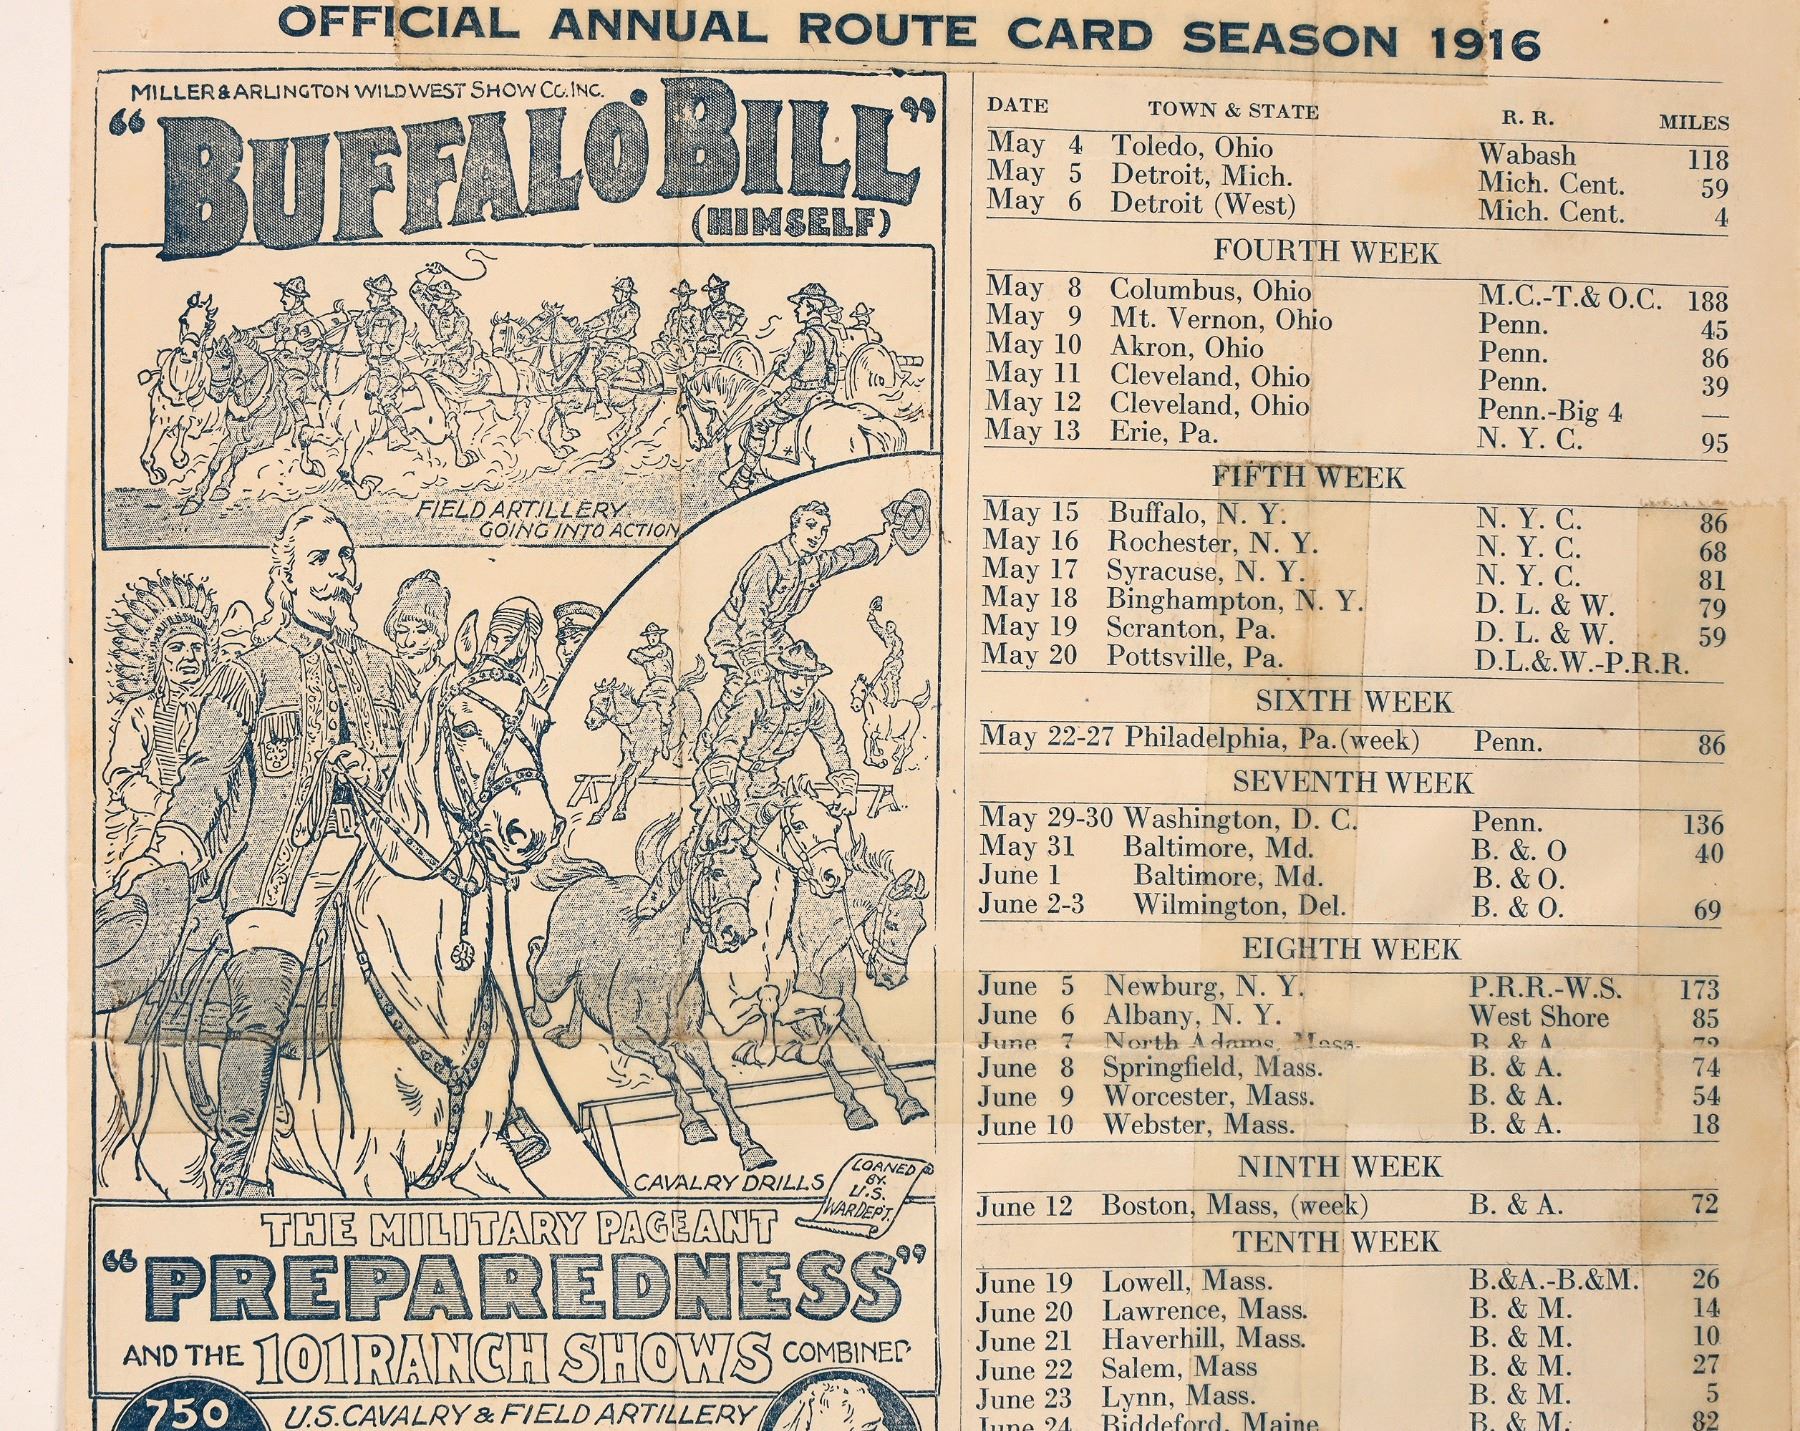 OFFICIAL ANNUAL ROUTE CARD SEASON 1916
MILLER & ARLINGTON WILD WEST SHOW CO. INC.
"BUFFALO BILL"
(HIMSELF)
FIELD ARTILLERY
GOING INTO ACTION
CAVALRY DRILLS
LOANED
BY
U.S.
WAR DEPT.
THE MILITARY PAGEANT
"PREPAREDNESS"
AND THE 101 RANCH SHOWS COMBINED
750
U.S. CAVALRY & FIELD ARTILLERY
DATE TOWN & STATE R. R. MILES
May 4 Toledo, Ohio Wabash 118
May 5 Detroit, Mich. Mich. Cent. 59
May 6 Detroit (West) Mich. Cent. 4
FOURTH WEEK
May 8 Columbus, Ohio M.C.-T.& O.C. 188
May 9 Mt. Vernon, Ohio Penn. 45
May 10 Akron, Ohio Penn. 86
May 11 Cleveland, Ohio Penn. 39
May 12 Cleveland, Ohio Penn.-Big 4 —
May 13 Erie, Pa. N. Y. C. 95
FIFTH WEEK
May 15 Buffalo, N. Y. N. Y. C. 86
May 16 Rochester, N. Y. N. Y. C. 68
May 17 Syracuse, N. Y. N. Y. C. 81
May 18 Binghampton, N. Y. D. L. & W. 79
May 19 Scranton, Pa. D. L. & W. 59
May 20 Pottsville, Pa. D.L.&.W.-P.R.R.
SIXTH WEEK
May 22-27 Philadelphia, Pa.(week) Penn. 86
SEVENTH WEEK
May 29-30 Washington, D. C. Penn. 136
May 31 Baltimore, Md. B. &. O 40
June 1 Baltimore, Md. B. & O.
June 2-3 Wilmington, Del. B. & O. 69
EIGHTH WEEK
June 5 Newburg, N. Y. P.R.R.-W.S. 173
June 6 Albany, N. Y. West Shore 85
June 7 North Adams, Mass. B. & A.
June 8 Springfield, Mass. B. & A. 74
June 9 Worcester, Mass. B. & A. 54
June 10 Webster, Mass. B. & A. 18
NINTH WEEK
June 12 Boston, Mass, (week) B. & A. 72
TENTH WEEK
June 19 Lowell, Mass. B.&A.-B.&M. 26
June 20 Lawrence, Mass. B. & M. 14
June 21 Haverhill, Mass. B. & M. 10
June 22 Salem, Mass B. & M. 27
June 23 Lynn, Mass. B. & M. 5
June 24 Biddeford, Maine B. & M. 82